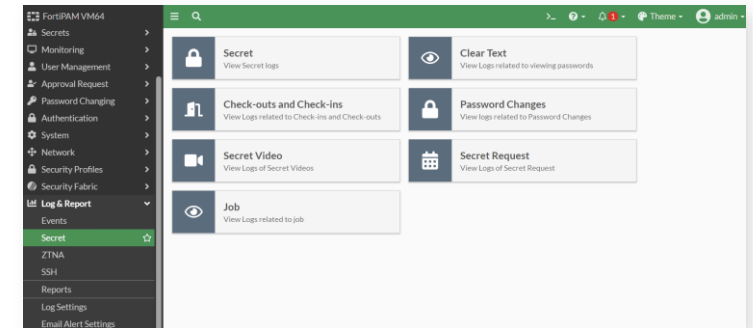 FortiPAM VM64
>_ 1 Theme admin
Secrets
Monitoring
User Management
Approval Request
Password Changing
Authentication
System
Network
Security Profiles
Security Fabric
Log & Report
Events
Secret
ZTNA
SSH
Reports
Log Settings
Email Alert Settings
Secret
View Secret logs
Clear Text
View Logs related to viewing passwords
Check-outs and Check-ins
View Logs related to Check-ins and Check-outs
Password Changes
View logs related to Password Changes
Secret Video
View Logs of Secret Videos
Secret Request
View Logs of Secret Request
Job
View Logs related to job